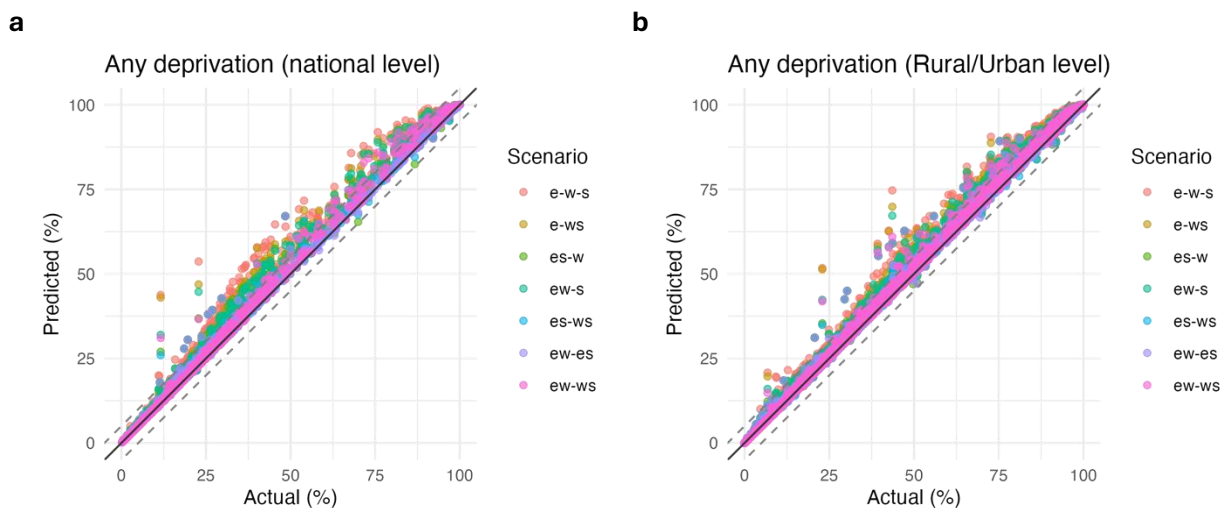 a
Any deprivation (national level)
Predicted (%)
100
75
50
25
0
0 25 50 75 100
Actual (%)
Scenario
e-w-s
e-ws
es-w
ew-s
es-ws
ew-es
ew-ws
b
Any deprivation (Rural/Urban level)
Predicted (%)
100
75
50
25
0
0 25 50 75 100
Actual (%)
Scenario
e-w-s
e-ws
es-w
ew-s
es-ws
ew-es
ew-ws